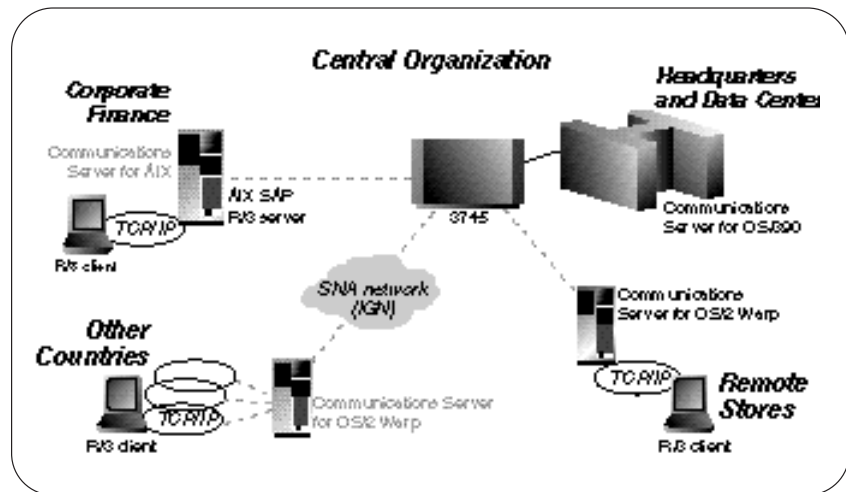 Central Organization
Corporate
Finance
Communications
Server for AIX
AIX SAP
R/3 server
TCP/IP
R/3 client
3745
Headquarters
and Data Center
Communications
Server for OS/390
SNA network
(IGN)
Communications
Server for OS/2 Warp
TCP/IP
Remote
Stores
R/3 client
Other
Countries
TCP/IP
R/3 client
Communications Server
for OS/2 Warp